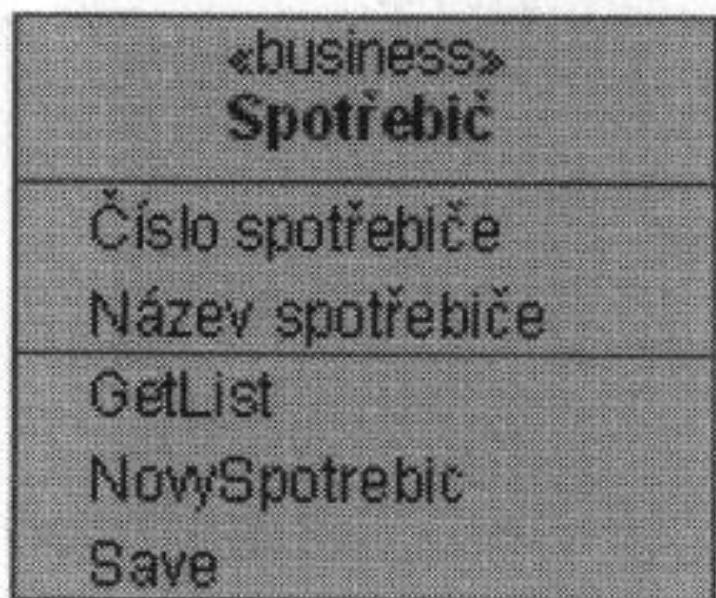 «business»
Spotřebič
Číslo spotřebiče
Název spotřebiče
GetList
NovySpotrebic
Save